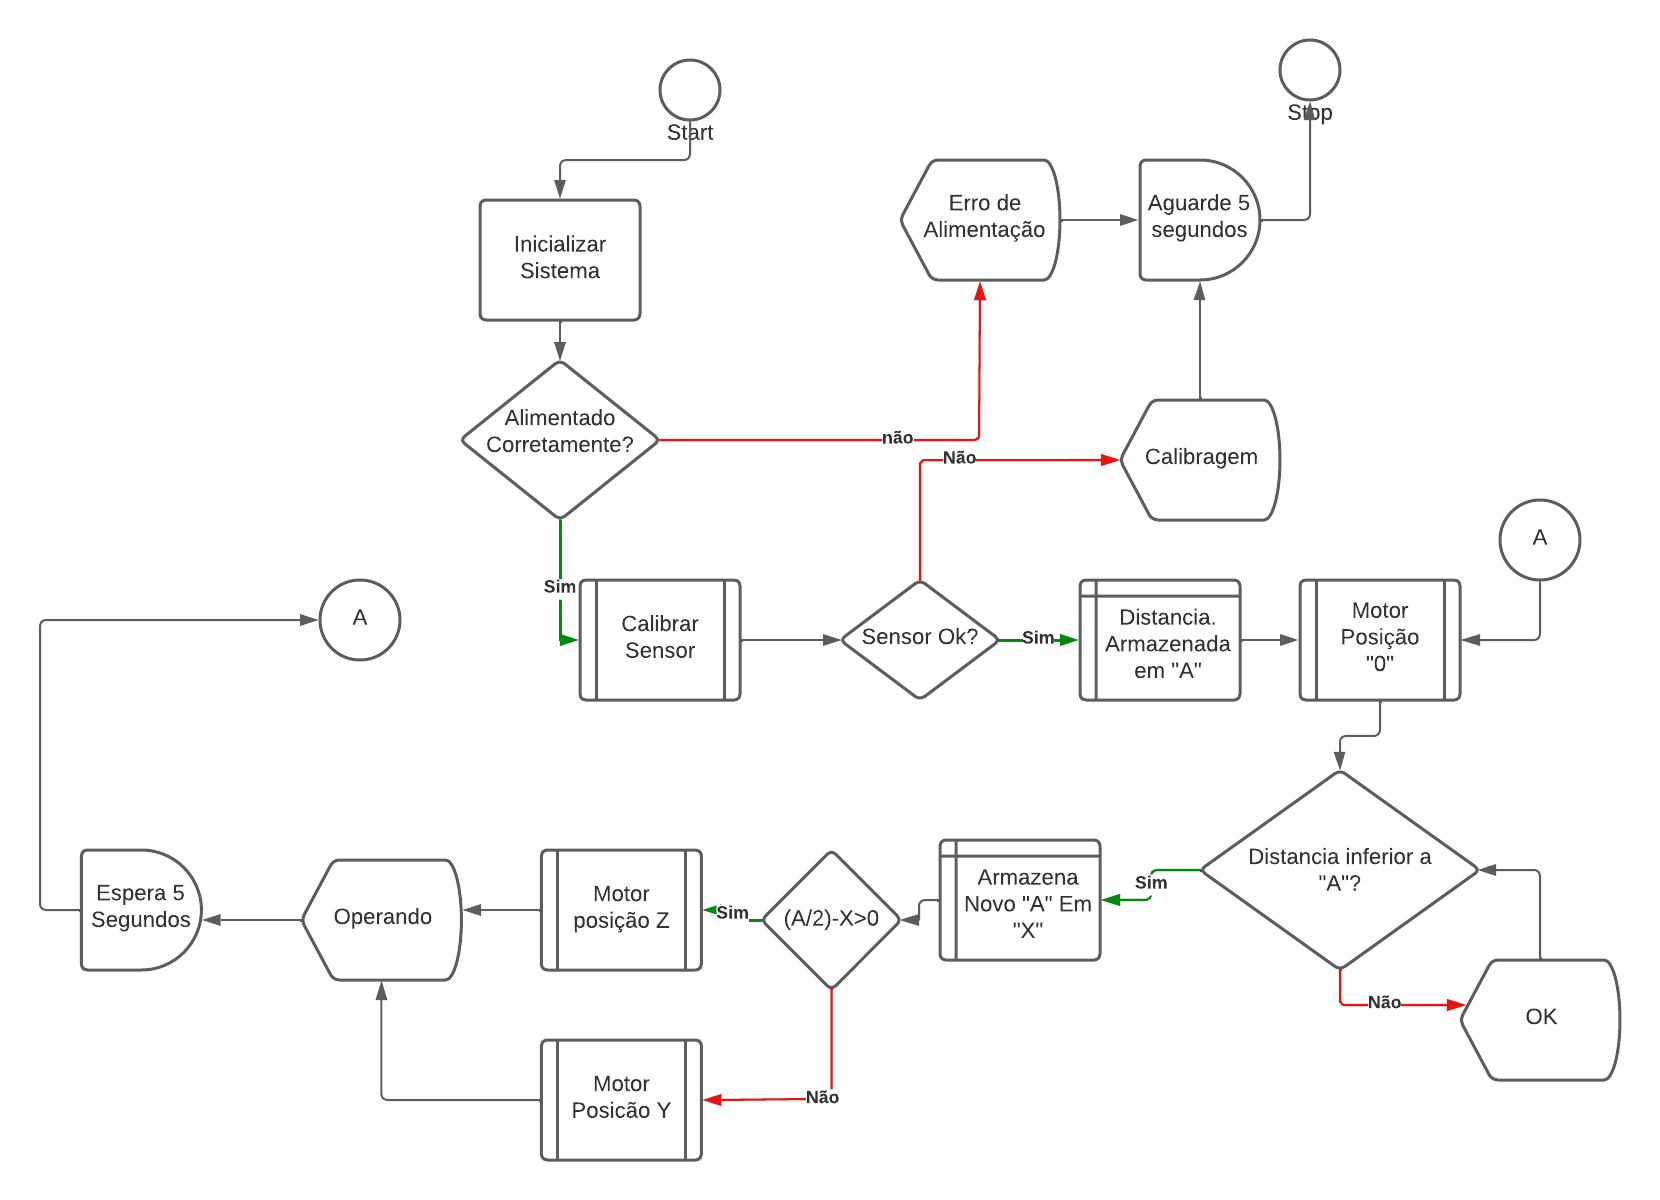 Start
Stop
Erro de
Alimentação
Aguarde 5
segundos
Inicializar
Sistema
Alimentado
Corretamente?
não
Não
Calibragem
A
Sim
A
Calibrar
Sensor
Sensor Ok?
Sim
Distancia.
Armazenada
em "A"
Motor
Posição
"0"
Distancia inferior a
"A"?
Sim
Armazena
Novo "A" Em
"X"
(A/2)-X>0
Sim
Motor
posição Z
Operando
Espera 5
Segundos
Não
OK
Não
Motor
Posicão Y